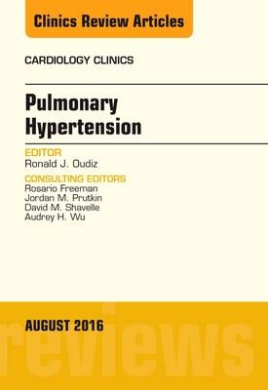 Clinics Review Articles
CARDIOLOGY CLINICS
Pulmonary
Hypertension
EDITOR
Ronald J. Oudiz
CONSULTING EDITORS
Rosario Freeman
Jordan M. Prutkin
David M. Shavelle
Audrey H. Wu
reviews
AUGUST 2016